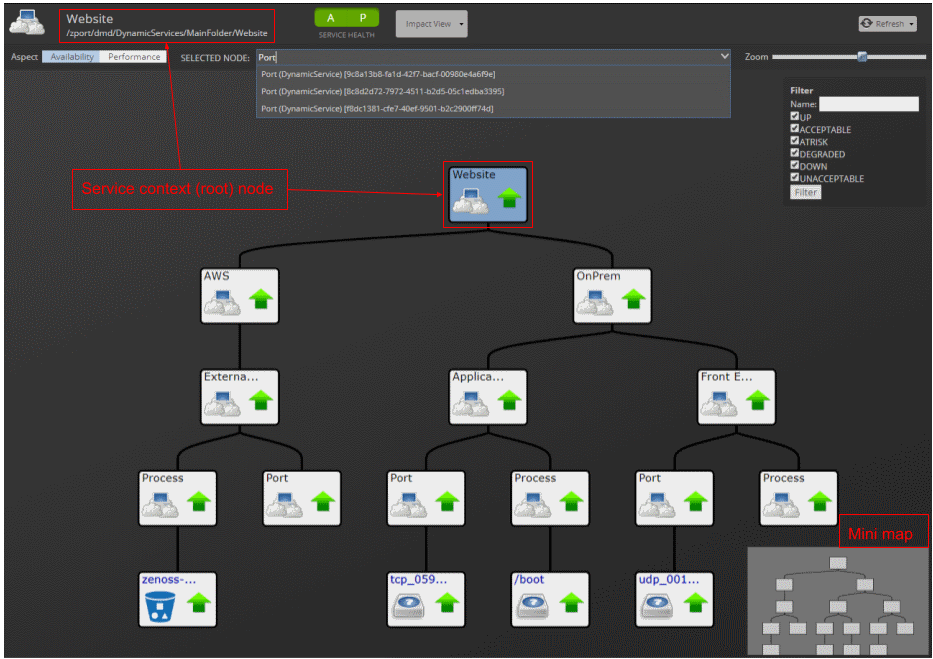 Website
/zport/dmd/DynamicServices/MainFolder/Website
A P
SERVICE HEALTH
Impact View
Refresh
Aspect Availability Performance SELECTED NODE: Port
Zoom
Port (DynamicService) [9c8a13b8-fa1d-42f7-bacf-00980e4a6f9e]
Port (DynamicService) [8c8d2d72-7972-4511-b2d5-05c1edba3395]
Port (DynamicService) [f8dc1381-cfe7-40ef-9501-b2c2900ff74d]
Filter
Name:
UP
ACCEPTABLE
ATRISK
DEGRADED
DOWN
UNACCEPTABLE
Filter
Service context (root) node
Website
AWS OnPrem
Externa... Applica... Front E...
Process Port Port Process Port Process
Mini map
zenoss-... tcp_059... /boot udp_001...